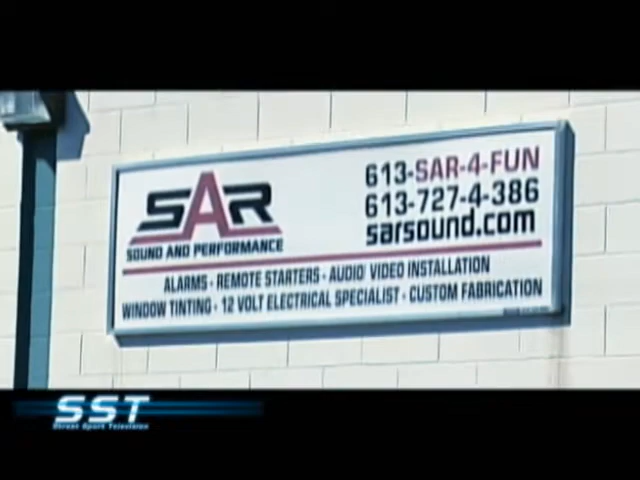 SAR
SOUND AND PERFORMANCE
613-SAR-4-FUN
613-727-4-386
sarsound.com
ALARMS - REMOTE STARTERS - AUDIO VIDEO INSTALLATION
WINDOW TINTING - 12 VOLT ELECTRICAL SPECIALIST - CUSTOM FABRICATION
SST
Street Sport Television